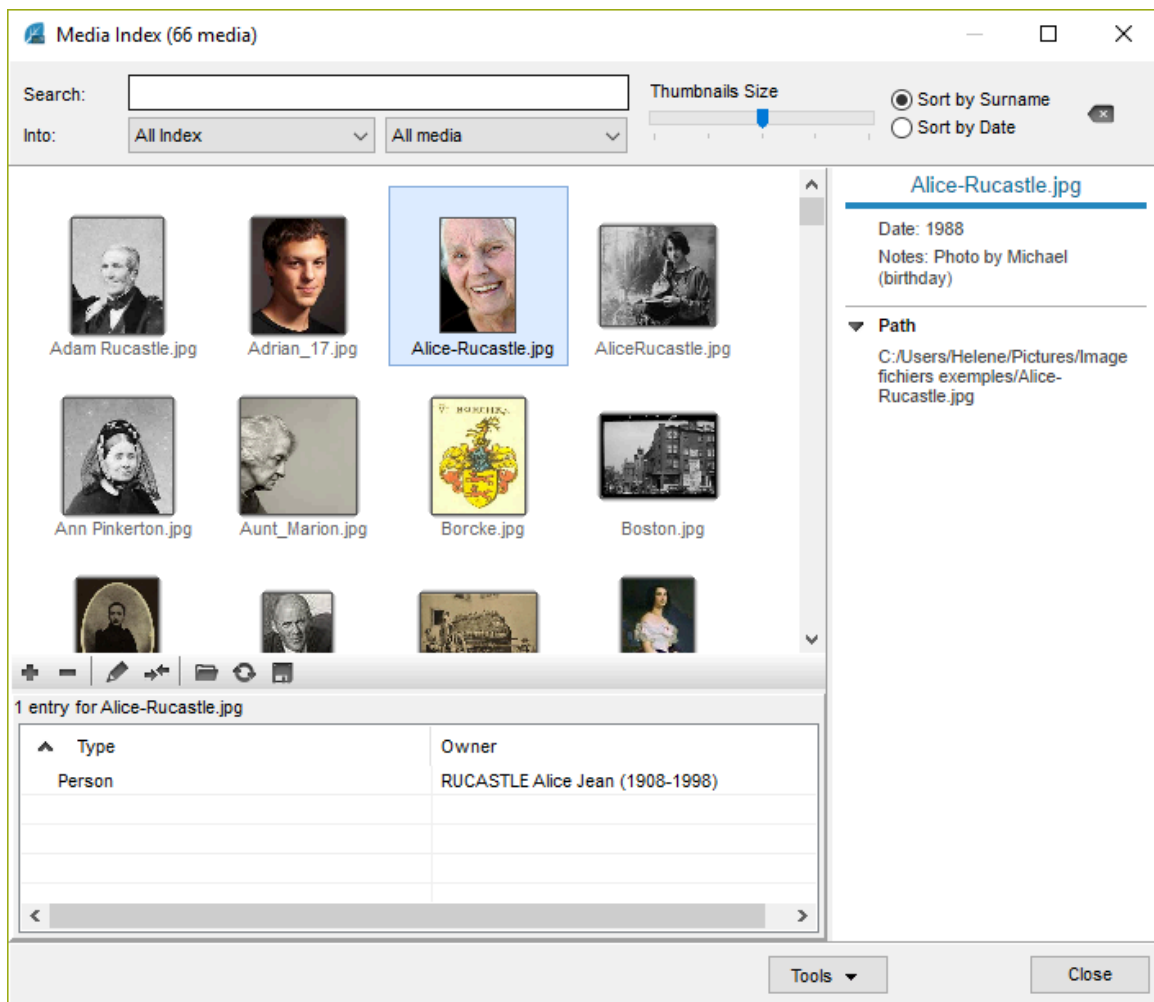 Media Index (66 media)
Search:
Thumbnails Size
Sort by Surname
Into:
All Index
All media
Sort by Date
Alice-Rucastle.jpg
Date: 1988
Notes: Photo by Michael
(birthday)
Path
C:/Users/Helene/Pictures/Image
fichiers exemples/Alice-
Rucastle.jpg
Adam Rucastle.jpg
Adrian_17.jpg
Alice-Rucastle.jpg
AliceRucastle.jpg
Ann Pinkerton.jpg
Aunt_Marion.jpg
Borcke.jpg
Boston.jpg
1 entry for Alice-Rucastle.jpg
Type
Owner
Person
RUCASTLE Alice Jean (1908-1998)
Tools
Close